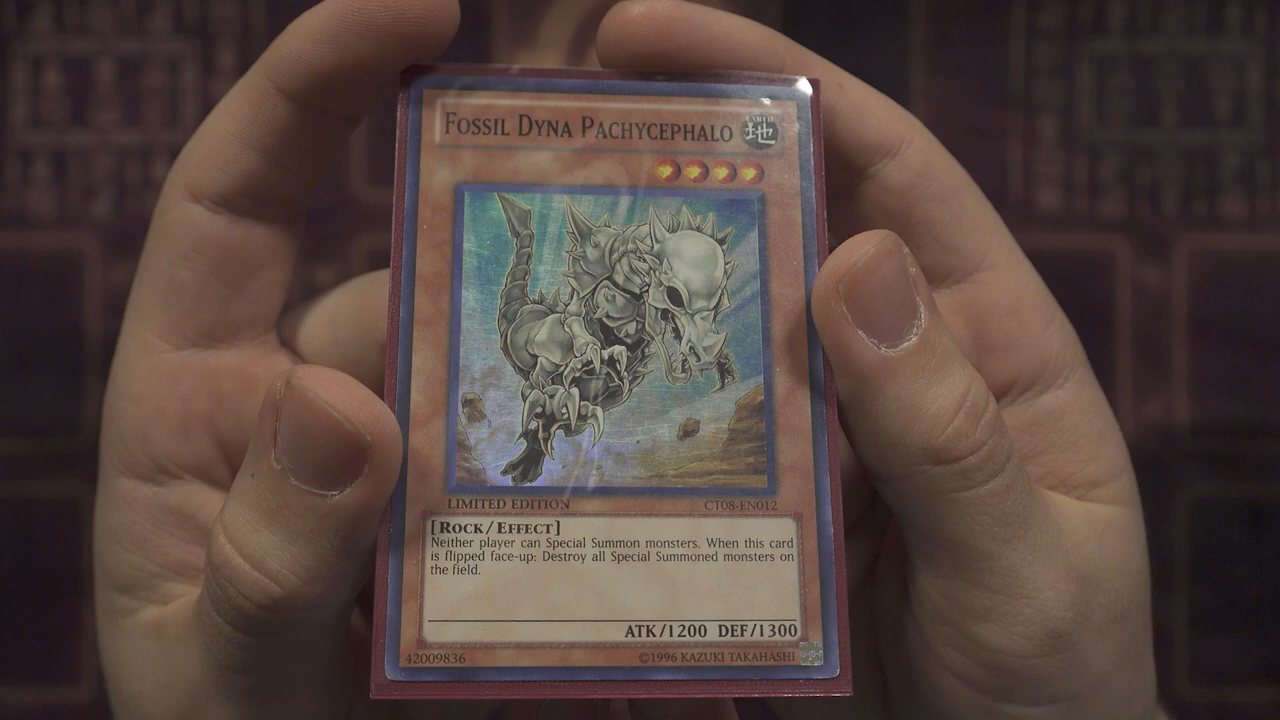 FOSSIL DYNA PACHYCEPHALO
EARTH
地
LIMITED EDITION
CT08-EN012
[ROCK/EFFECT]
Neither player can Special Summon monsters. When this card
is flipped face-up: Destroy all Special Summoned monsters on
the field.
ATK/1200 DEF/1300
42009836
©1996 KAZUKI TAKAHASHI